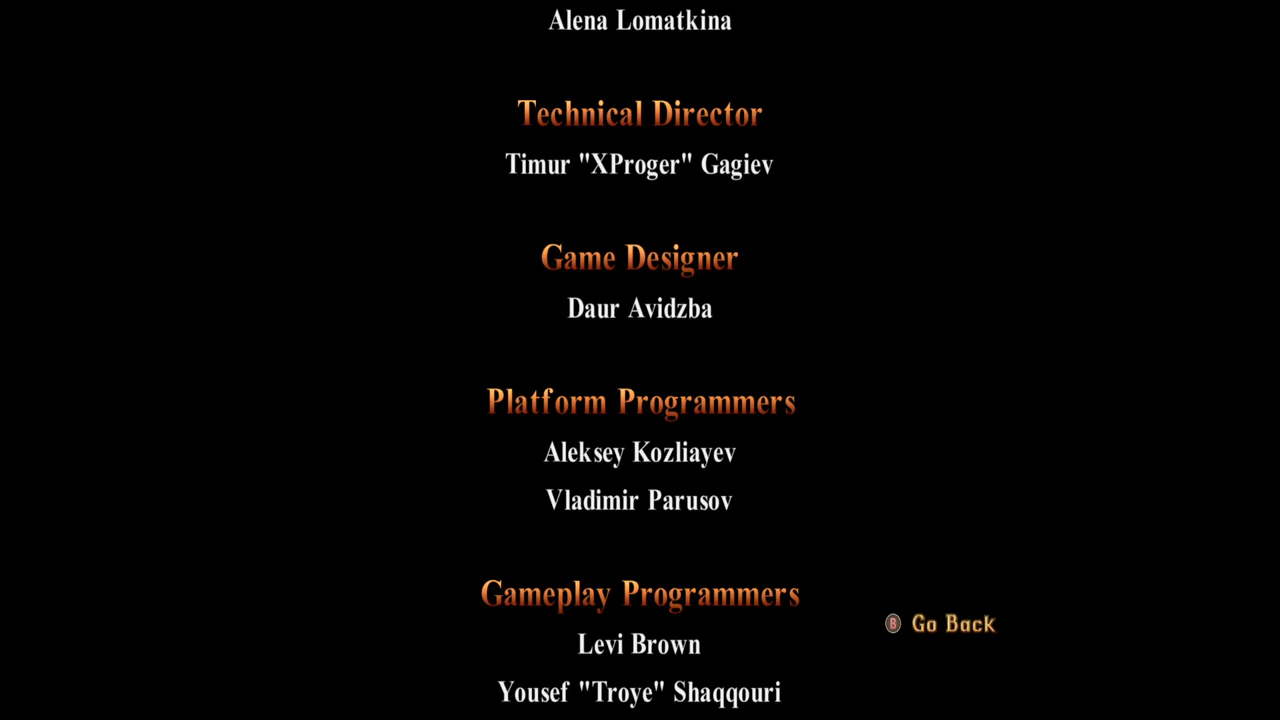 Alena Lomatkina
Technical Director
Timur "XProger" Gagiev
Game Designer
Daur Avidzba
Platform Programmers
Aleksey Kozliayev
Vladimir Parusov
Gameplay Programmers
B Go Back
Levi Brown
Yousef "Troye" Shaqqouri